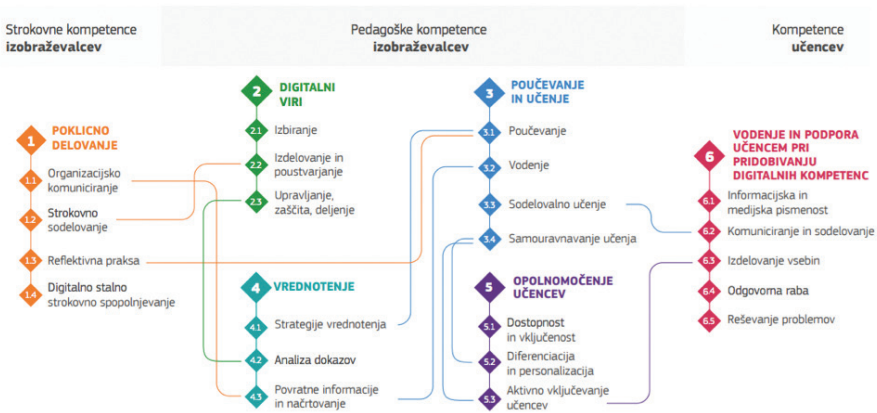 Strokovne kompetence
izobraževalcev
Pedagoške kompetence
izobraževalcev
Kompetence
učencev
1
POKLICNO
DELOVANJE
1.1
Organizacijsko
komuniciranje
1.2
Strokovno
sodelovanje
1.3
Reflektivna praksa
1.4
Digitalno stalno
strokovno spopolnjevanje
2
DIGITALNI
VIRI
2.1
Izbiranje
2.2
Izdelovanje in
poustvarjanje
2.3
Upravljanje,
zaščita, deljenje
4
VREDNOTENJE
4.1
Strategije vrednotenja
4.2
Analiza dokazov
4.3
Povratne informacije
in načrtovanje
3
POUČEVANJE
IN UČENJE
3.1
Poučevanje
3.2
Vodenje
3.3
Sodelovalno učenje
3.4
Samouravnavanje učenja
5
OPOLNOMOČENJE
UČENCEV
5.1
Dostopnost
in vključenost
5.2
Diferenciacija
in personalizacija
5.3
Aktivno vključevanje
učencev
6
VODENJE IN PODPORA
UČENCEM PRI
PRIDOBIVANJU
DIGITALNIH KOMPETENC
6.1
Informacijska in
medijska pismenost
6.2
Komuniciranje in sodelovanje
6.3
Izdelovanje vsebin
6.4
Odgovorna raba
6.5
Reševanje problemov